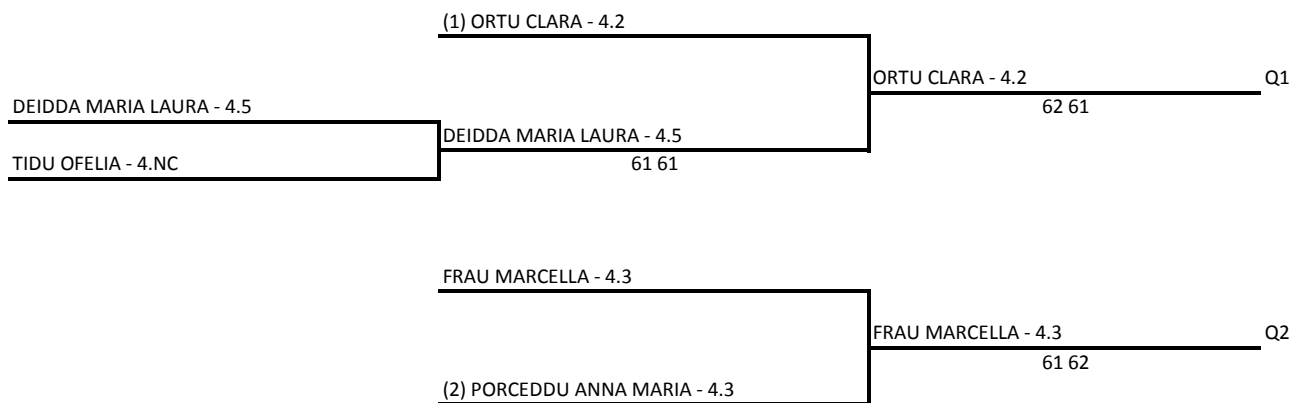 (1) ORTU CLARA - 4.2
ORTU CLARA - 4.2 Q1
62 61
DEIDDA MARIA LAURA - 4.5
DEIDDA MARIA LAURA - 4.5
61 61
TIDU OFELIA - 4.NC
FRAU MARCELLA - 4.3
FRAU MARCELLA - 4.3 Q2
61 62
(2) PORCEDDU ANNA MARIA - 4.3